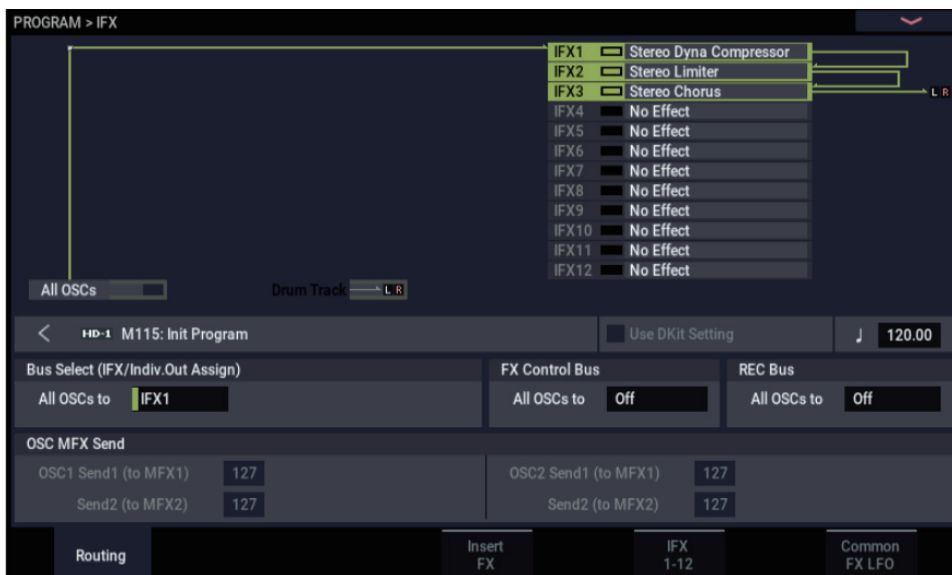 PROGRAM > IFX
IFX1 Stereo Dyna Compressor
IFX2 Stereo Limiter
IFX3 Stereo Chorus
L R
IFX4 No Effect
IFX5 No Effect
IFX6 No Effect
IFX7 No Effect
IFX8 No Effect
IFX9 No Effect
IFX10 No Effect
IFX11 No Effect
IFX12 No Effect
All OSCs
Drum Track
L R
HD-1 M115: Init Program
Use DKit Setting
♩ 120.00
Bus Select (IFX/Indiv.Out Assign)
All OSCs to IFX1
FX Control Bus
All OSCs to Off
REC Bus
All OSCs to Off
OSC MFX Send
OSC1 Send1 (to MFX1) 127
Send2 (to MFX2) 127
OSC2 Send1 (to MFX1) 127
Send2 (to MFX2) 127
Routing
Insert
FX
IFX
1-12
Common
FX LFO